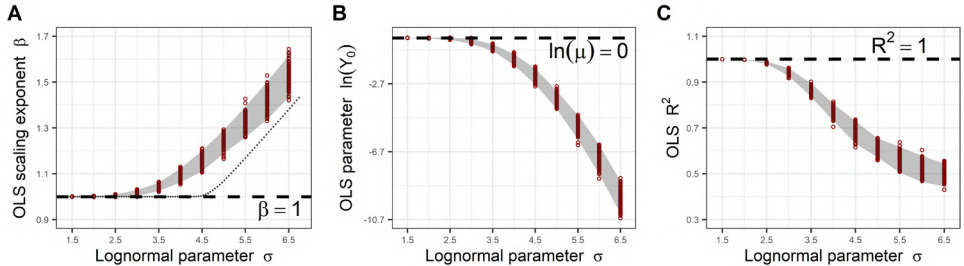 A
OLS scaling exponent β
1.7
1.5
1.3
1.1
0.9
β = 1
1.5 2.5 3.5 4.5 5.5 6.5
Lognormal parameter σ
B
OLS parameter ln(Y₀)
-2.7
-6.7
-10.7
ln(μ) = 0
1.5 2.5 3.5 4.5 5.5 6.5
Lognormal parameter σ
C
OLS R²
1.1
0.9
0.7
0.5
0.3
R² = 1
1.5 2.5 3.5 4.5 5.5 6.5
Lognormal parameter σ